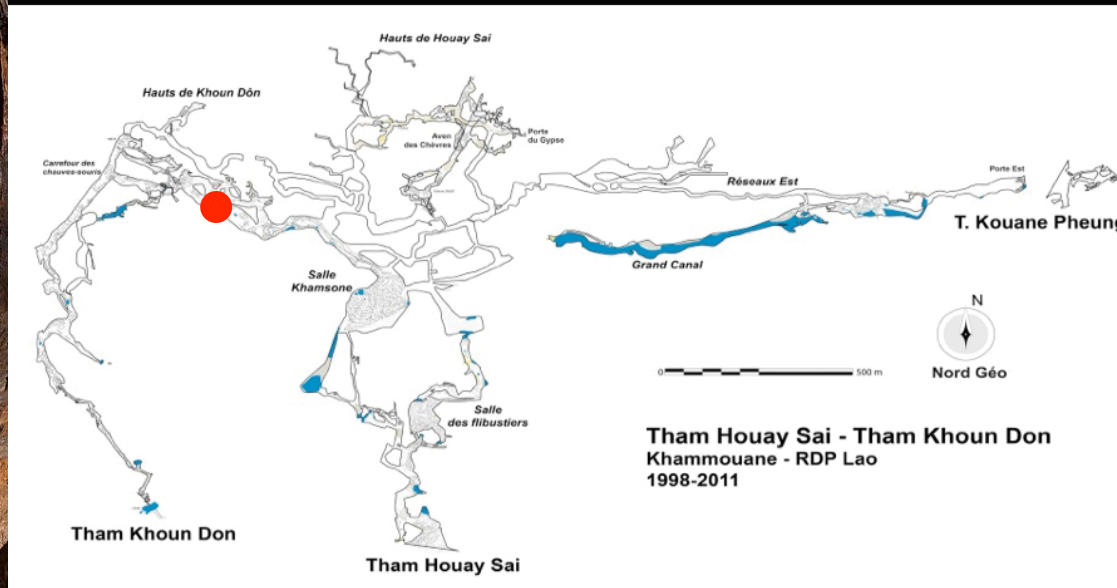 Hauts de Houay Sai
Hauts de Khoun Dôn
Aven
des Chèvres
Porte
du Gypse
Carrefour des
chauves-souris
Réseaux Est
Porte Est
T. Kouane Pheung
Grand Canal
Salle
Khamsone
N
Nord Géo
0
500 m
Salle
des flibustiers
Tham Houay Sai - Tham Khoun Don
Khammouane - RDP Lao
1998-2011
Tham Khoun Don
Tham Houay Sai